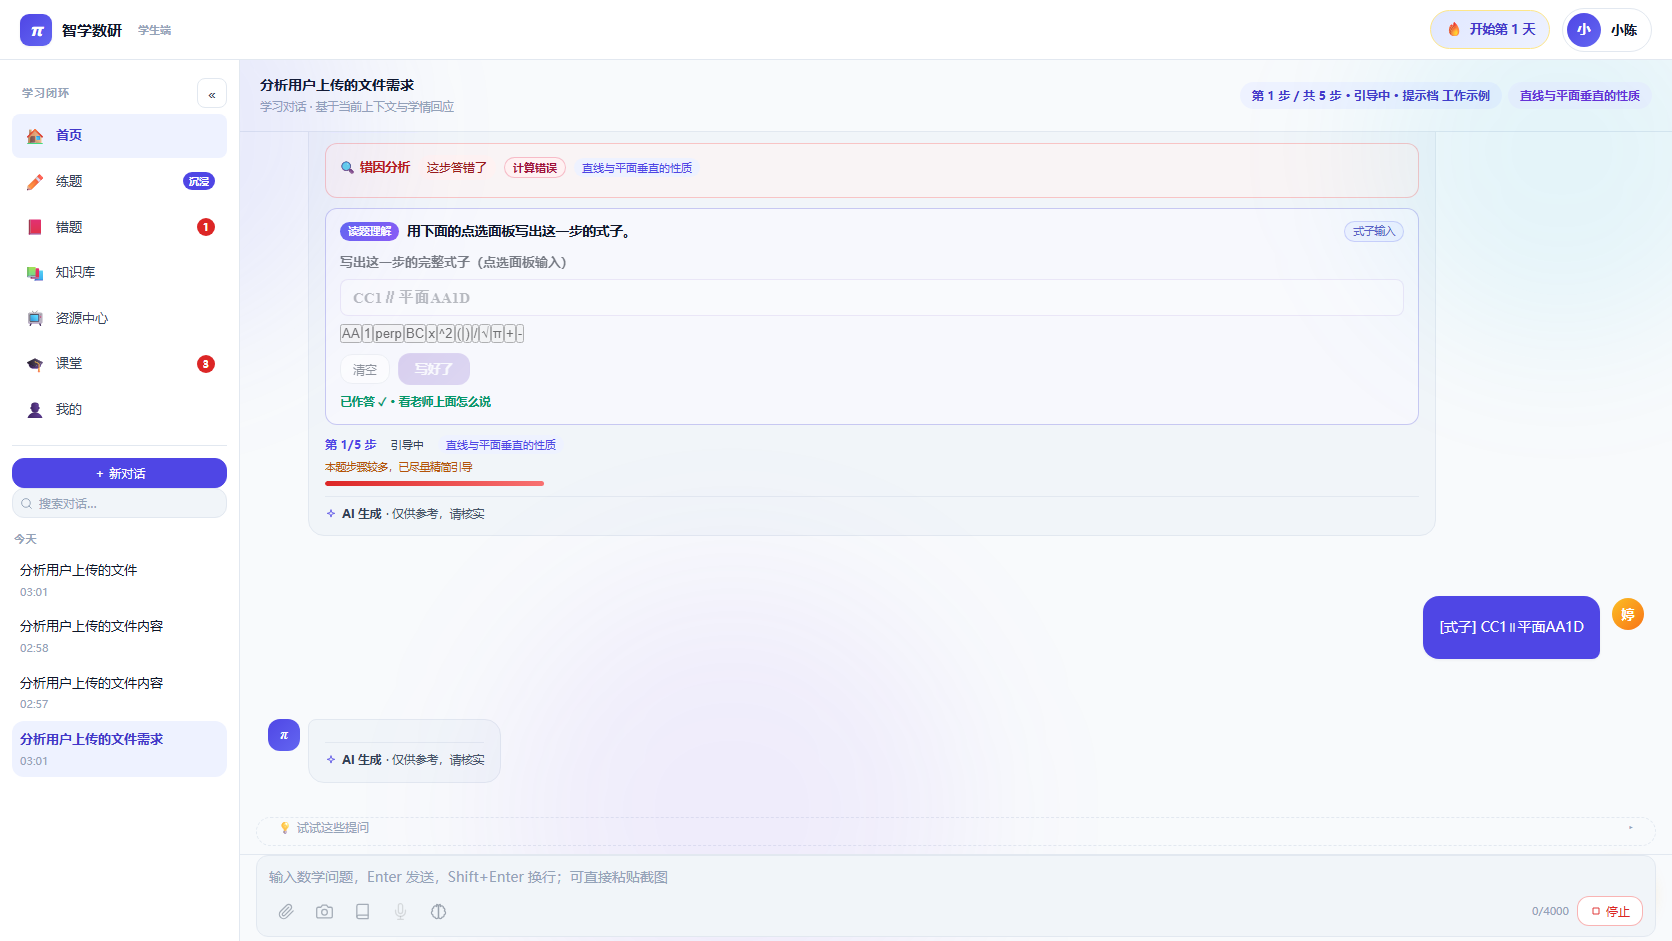 π 智学数研 学生端
开始第 1 天
小 小陈
学习闭环 «
首页
练题 沉浸
错题 1
知识库
资源中心
课堂 3
我的
+ 新对话
搜索对话...
今天
分析用户上传的文件
03:01
分析用户上传的文件内容
02:58
分析用户上传的文件内容
02:57
分析用户上传的文件需求
03:01
分析用户上传的文件需求
学习对话 · 基于当前上下文与学情回应
第 1 步 / 共 5 步 • 引导中 • 提示档 工作示例 直线与平面垂直的性质
错因分析 这步答错了 计算错误 直线与平面垂直的性质
读题理解 用下面的点选面板写出这一步的式子。 式子输入
写出这一步的完整式子（点选面板输入）
CC1∥平面AA1D
AA 1 perp BC x ^2 ( ) / √ π + -
清空 写好了
已作答 ✓ • 看老师上面怎么说
第 1/5 步 引导中 直线与平面垂直的性质
本题步骤较多，已尽量精简引导
AI 生成 · 仅供参考，请核实
[式子] CC1∥平面AA1D 婷
π
AI 生成 · 仅供参考，请核实
试试这些提问
输入数学问题，Enter 发送，Shift+Enter 换行；可直接粘贴截图
0/4000 停止